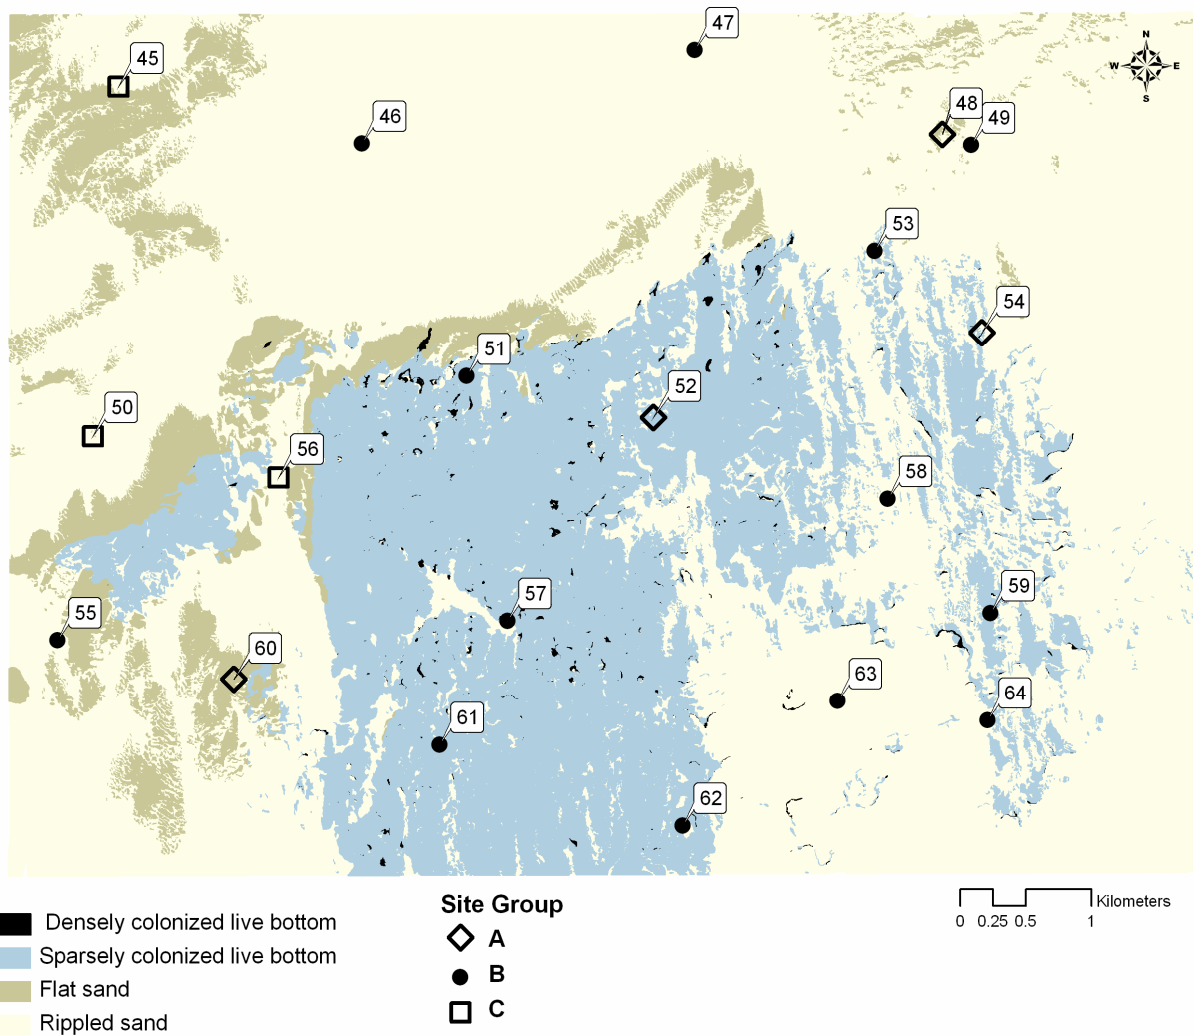 47
45
N
W E
S
46
48
49
53
54
51
52
50
56
58
57
59
55
60
63
64
61
62
Densely colonized live bottom
Sparsely colonized live bottom
Flat sand
Rippled sand
Site Group
A
B
C
Kilometers
0 0.25 0.5 1